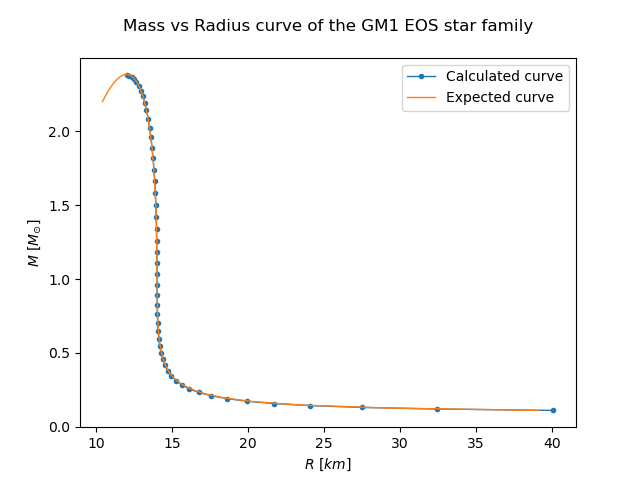 Mass vs Radius curve of the GM1 EOS star family
Calculated curve
Expected curve
M [M⊙]
2.0
1.5
1.0
0.5
0.0
10 15 20 25 30 35 40
R [km]